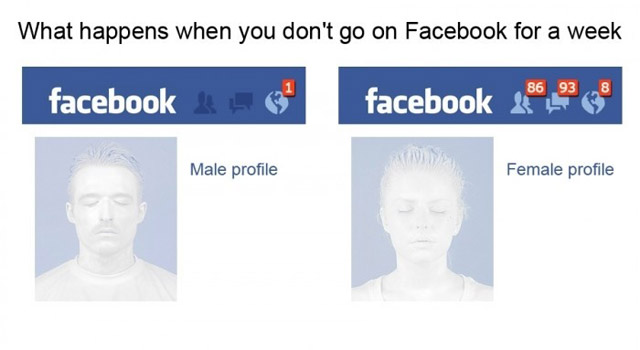 What happens when you don't go on Facebook for a week
facebook 1
facebook 86 93 8
Male profile
Female profile